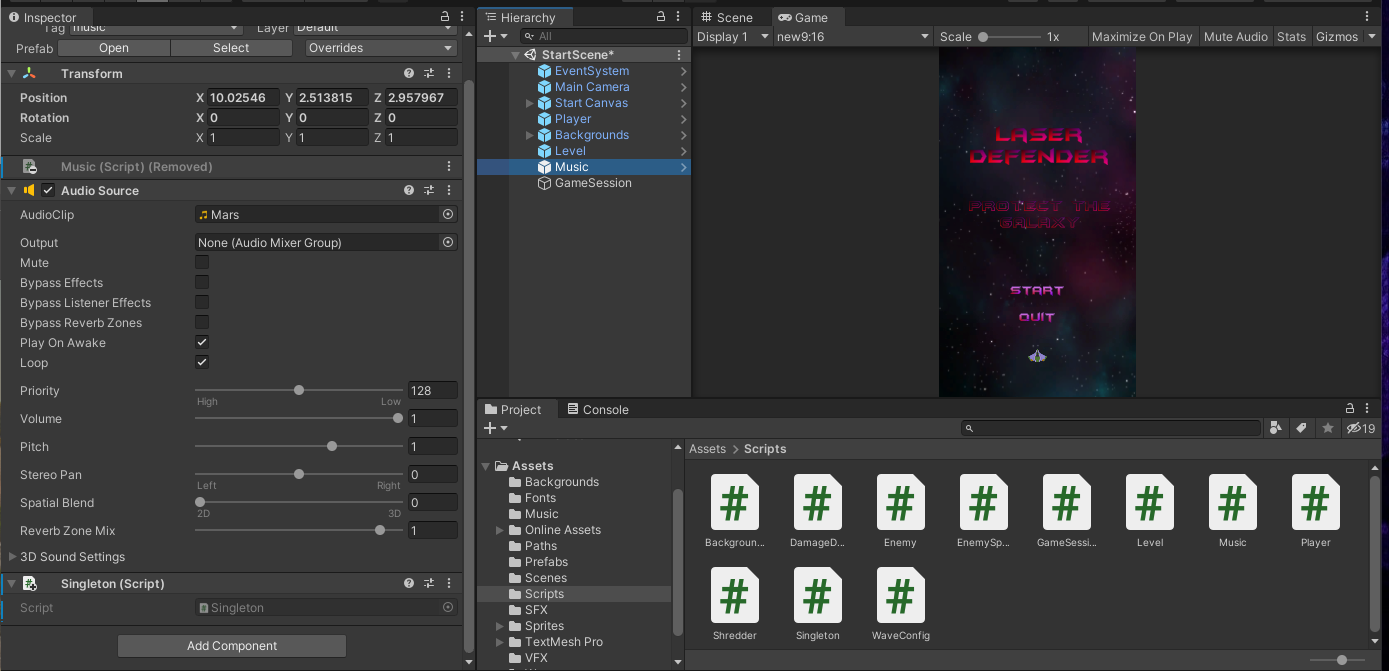 Inspector
Tag music Layer Default
Prefab Open Select Overrides
Transform
Position X 10.02546 Y 2.513815 Z 2.957967
Rotation X 0 Y 0 Z 0
Scale X 1 Y 1 Z 1
Music (Script) (Removed)
Audio Source
AudioClip Mars
Output None (Audio Mixer Group)
Mute
Bypass Effects
Bypass Listener Effects
Bypass Reverb Zones
Play On Awake
Loop
Priority 128
High Low
Volume 1
Pitch 1
Stereo Pan 0
Left Right
Spatial Blend 0
2D 3D
Reverb Zone Mix 1
3D Sound Settings
Singleton (Script)
Script Singleton
Add Component
Hierarchy
All
StartScene*
EventSystem
Main Camera
Start Canvas
Player
Backgrounds
Level
Music
GameSession
Scene Game
Display 1 new9:16 Scale 1x Maximize On Play Mute Audio Stats Gizmos
LASER
DEFENDER
PROTECT THE
GALAXY
START
QUIT
Project Console
19
Assets
Backgrounds
Fonts
Music
Online Assets
Paths
Prefabs
Scenes
Scripts
SFX
Sprites
TextMesh Pro
VFX
Assets > Scripts
Backgroun... DamageD... Enemy EnemySp... GameSessi... Level Music Player
Shredder Singleton WaveConfig